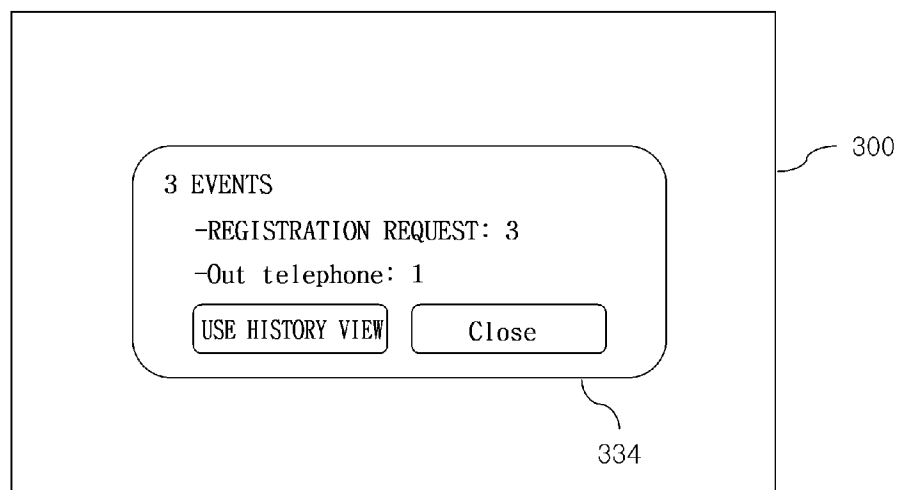 3 EVENTS
-REGISTRATION REQUEST: 3
-Out telephone: 1
USE HISTORY VIEW
Close
300
334